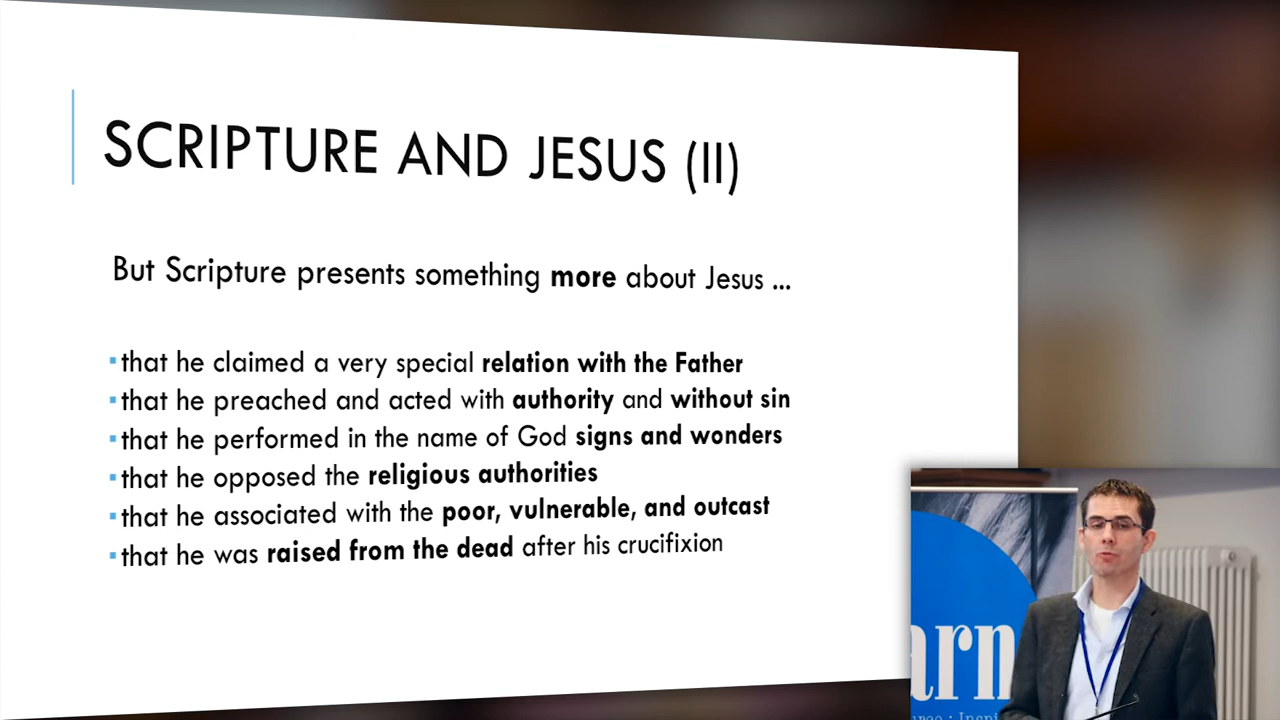 SCRIPTURE AND JESUS (II)
But Scripture presents something more about Jesus ...
▪that he claimed a very special relation with the Father
▪that he preached and acted with authority and without sin
▪that he performed in the name of God signs and wonders
▪that he opposed the religious authorities
▪that he associated with the poor, vulnerable, and outcast
▪that he was raised from the dead after his crucifixion
arn